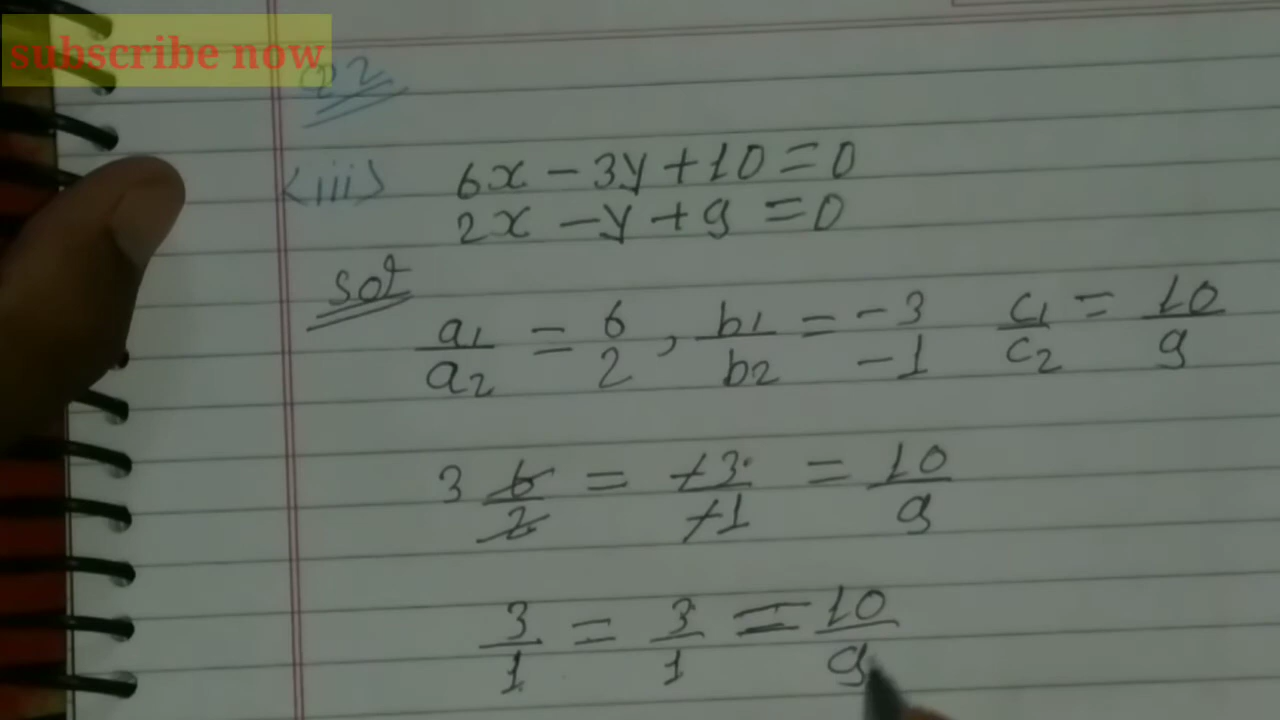 subscribe now
Q2
(iii) 6x - 3y + 10 = 0
2x - y + 9 = 0
Sol
a1/a2 = 6/2, b1/b2 = -3/-1 c1/c2 = 10/9
3 6/2 = -3/-1 = 10/9
3/1 = 3/1 = 10/9